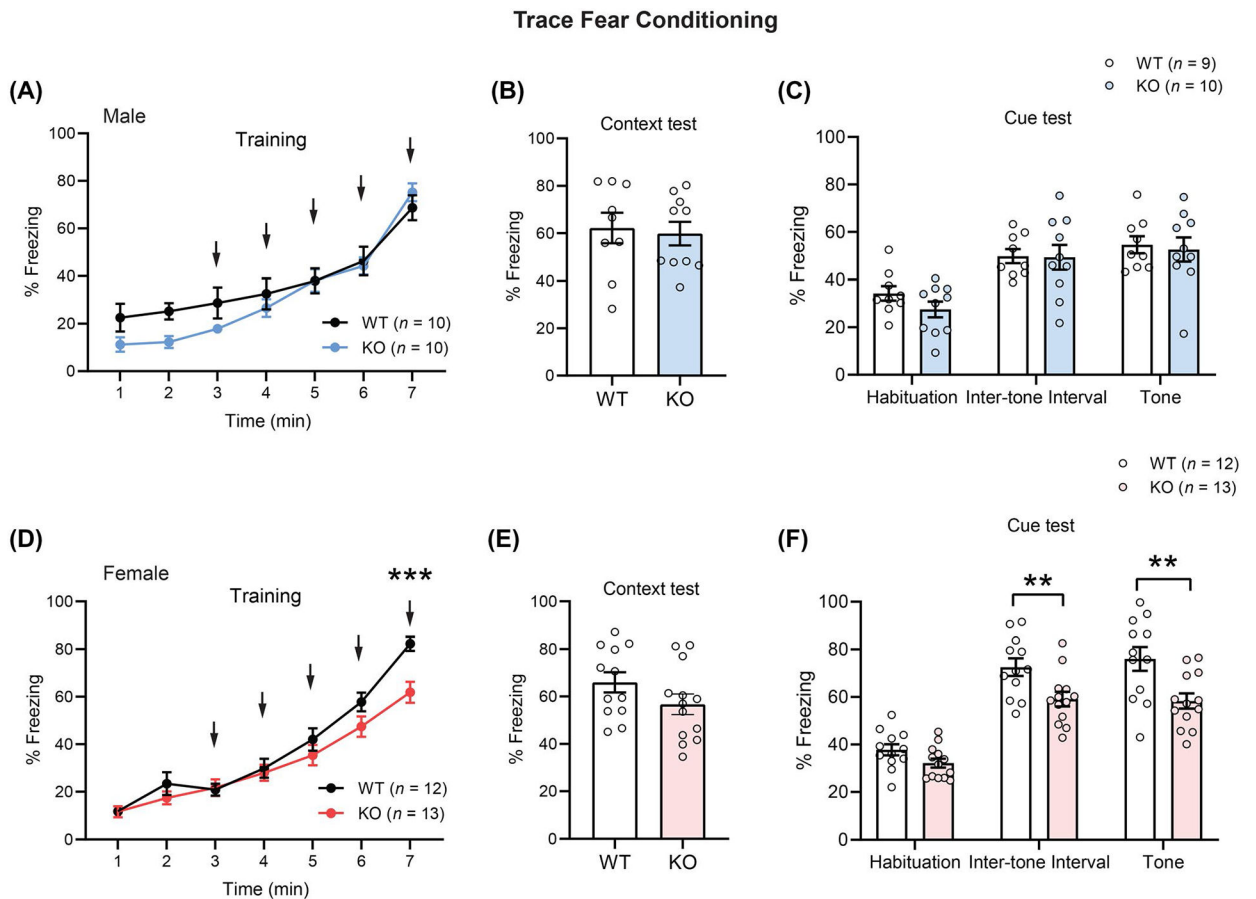 Trace Fear Conditioning
WT (n = 9)
KO (n = 10)
(A)
Male
Training
% Freezing
100
80
60
40
20
0
WT (n = 10)
KO (n = 10)
1 2 3 4 5 6 7
Time (min)
(B)
Context test
% Freezing
100
80
60
40
20
0
WT KO
(C)
Cue test
% Freezing
100
80
60
40
20
0
Habituation Inter-tone Interval Tone
WT (n = 12)
KO (n = 13)
(D)
Female
Training
***
% Freezing
100
80
60
40
20
0
WT (n = 12)
KO (n = 13)
1 2 3 4 5 6 7
Time (min)
(E)
Context test
% Freezing
100
80
60
40
20
0
WT KO
(F)
Cue test
** **
% Freezing
100
80
60
40
20
0
Habituation Inter-tone Interval Tone